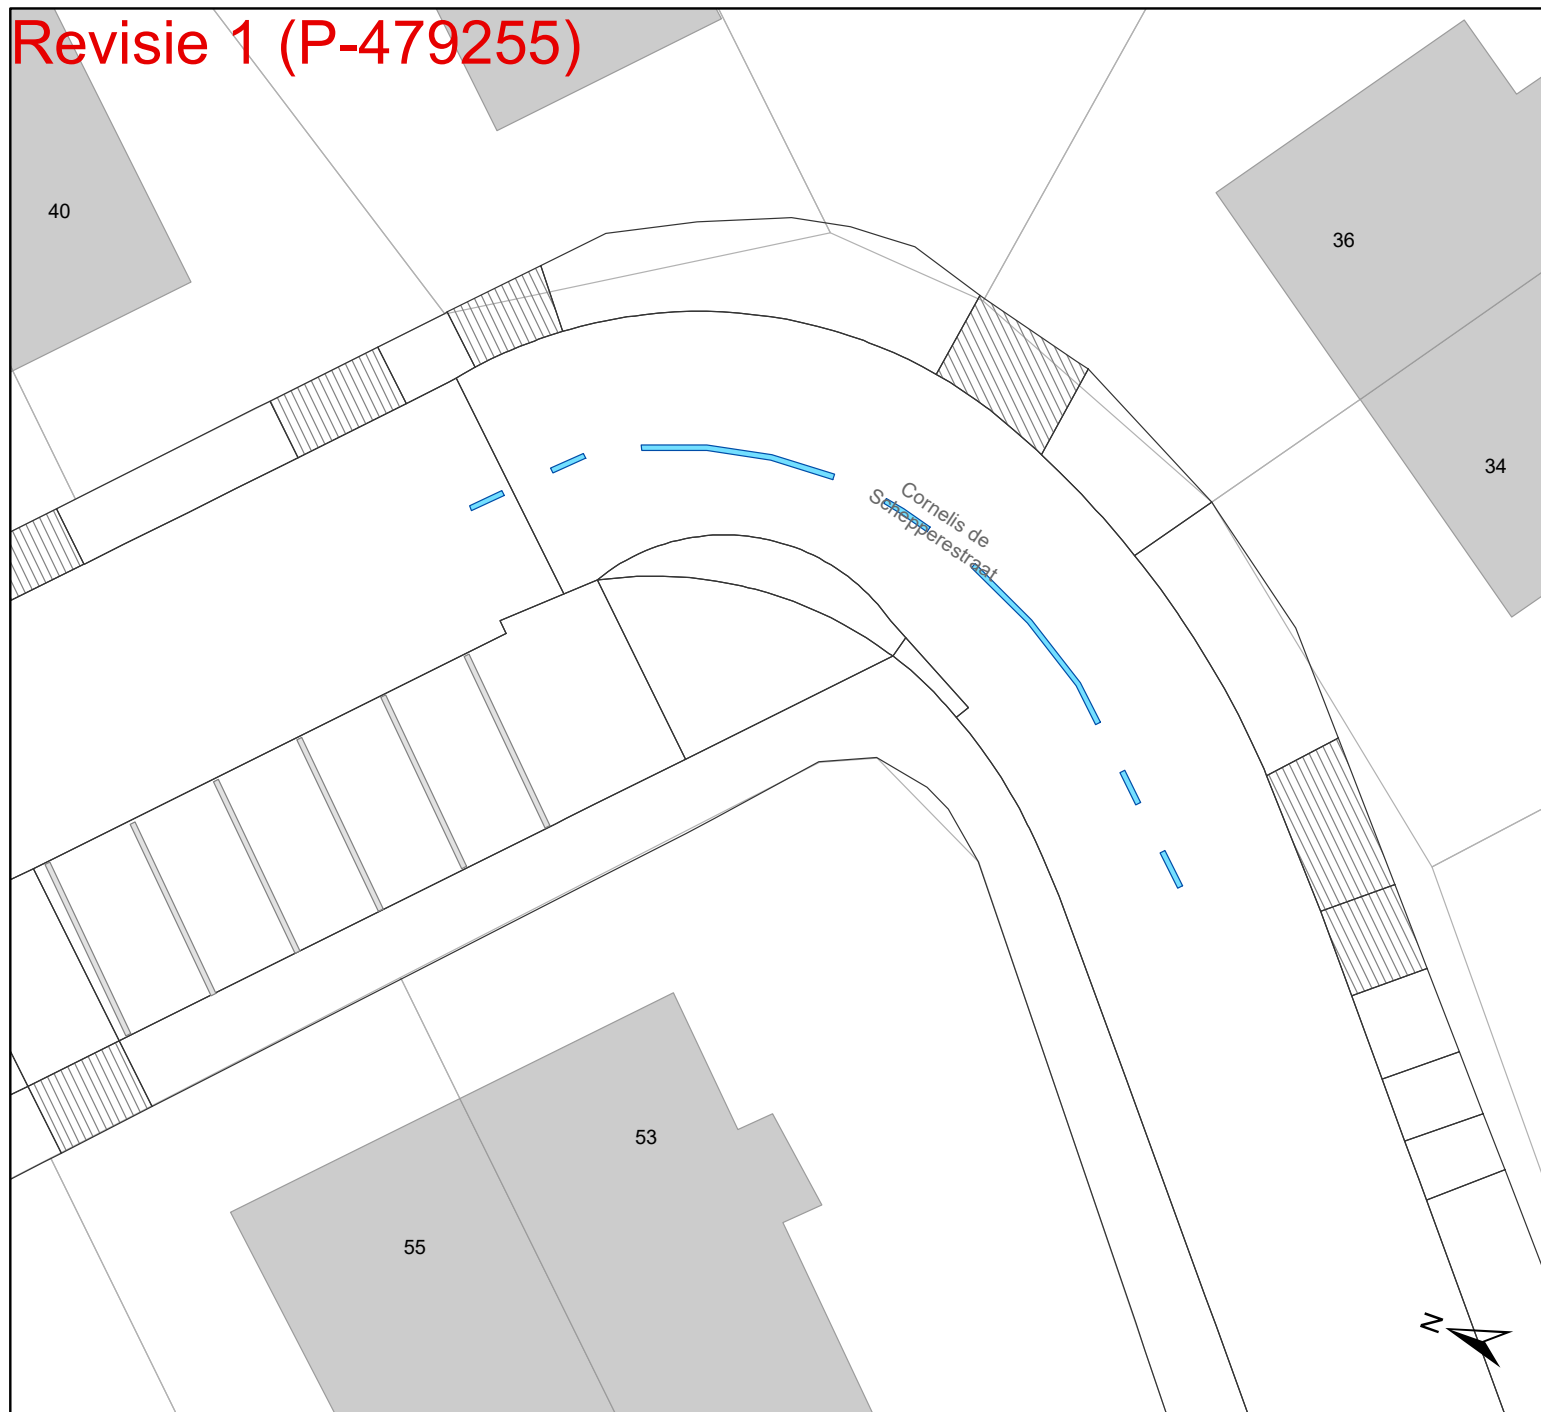 Revisie 1 (P-479255)
40
36
34
Cornelis de
Schepperestraat
53
55
N